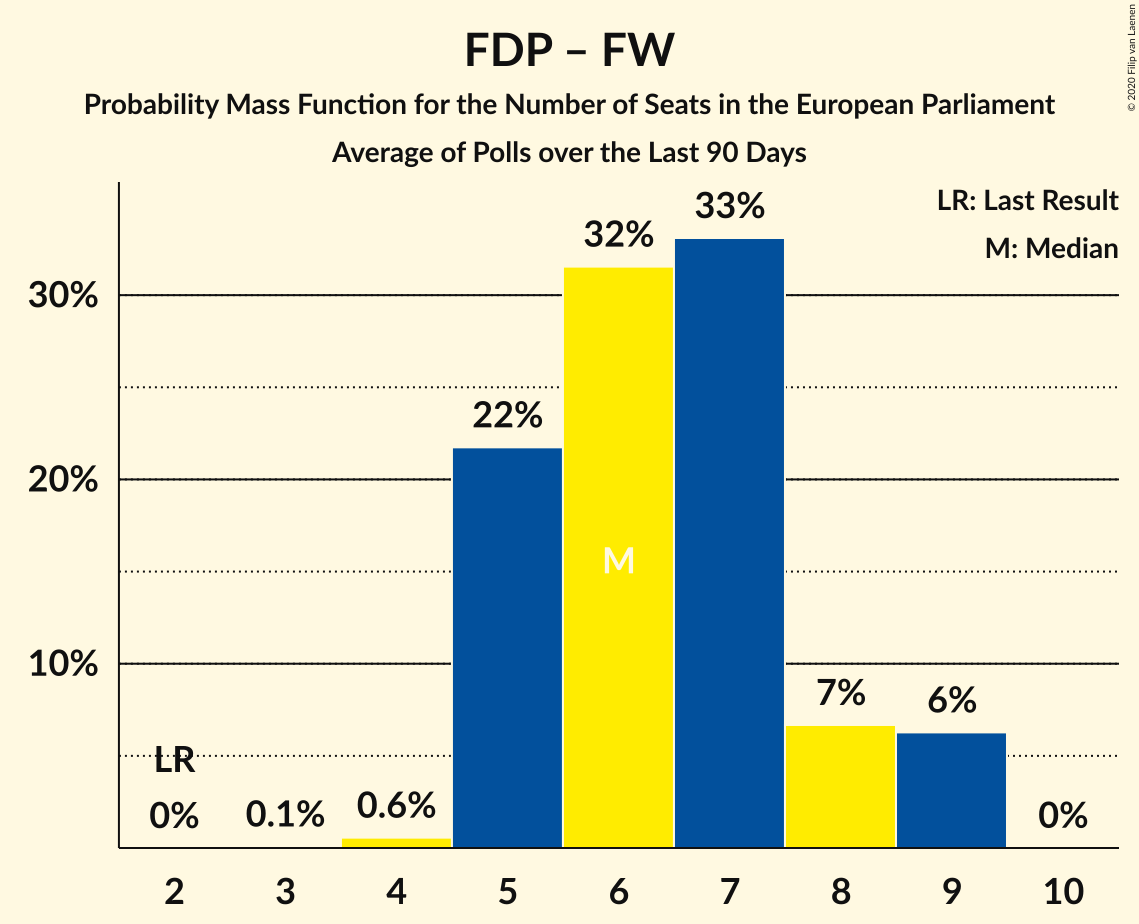 FDP – FW
Probability Mass Function for the Number of Seats in the European Parliament
Average of Polls over the Last 90 Days
© 2020 Filip van Laenen
LR: Last Result
M: Median
30%
20%
10%
LR
0%
0.1%
0.6%
22%
32%
M
33%
7%
6%
0%
2 3 4 5 6 7 8 9 10